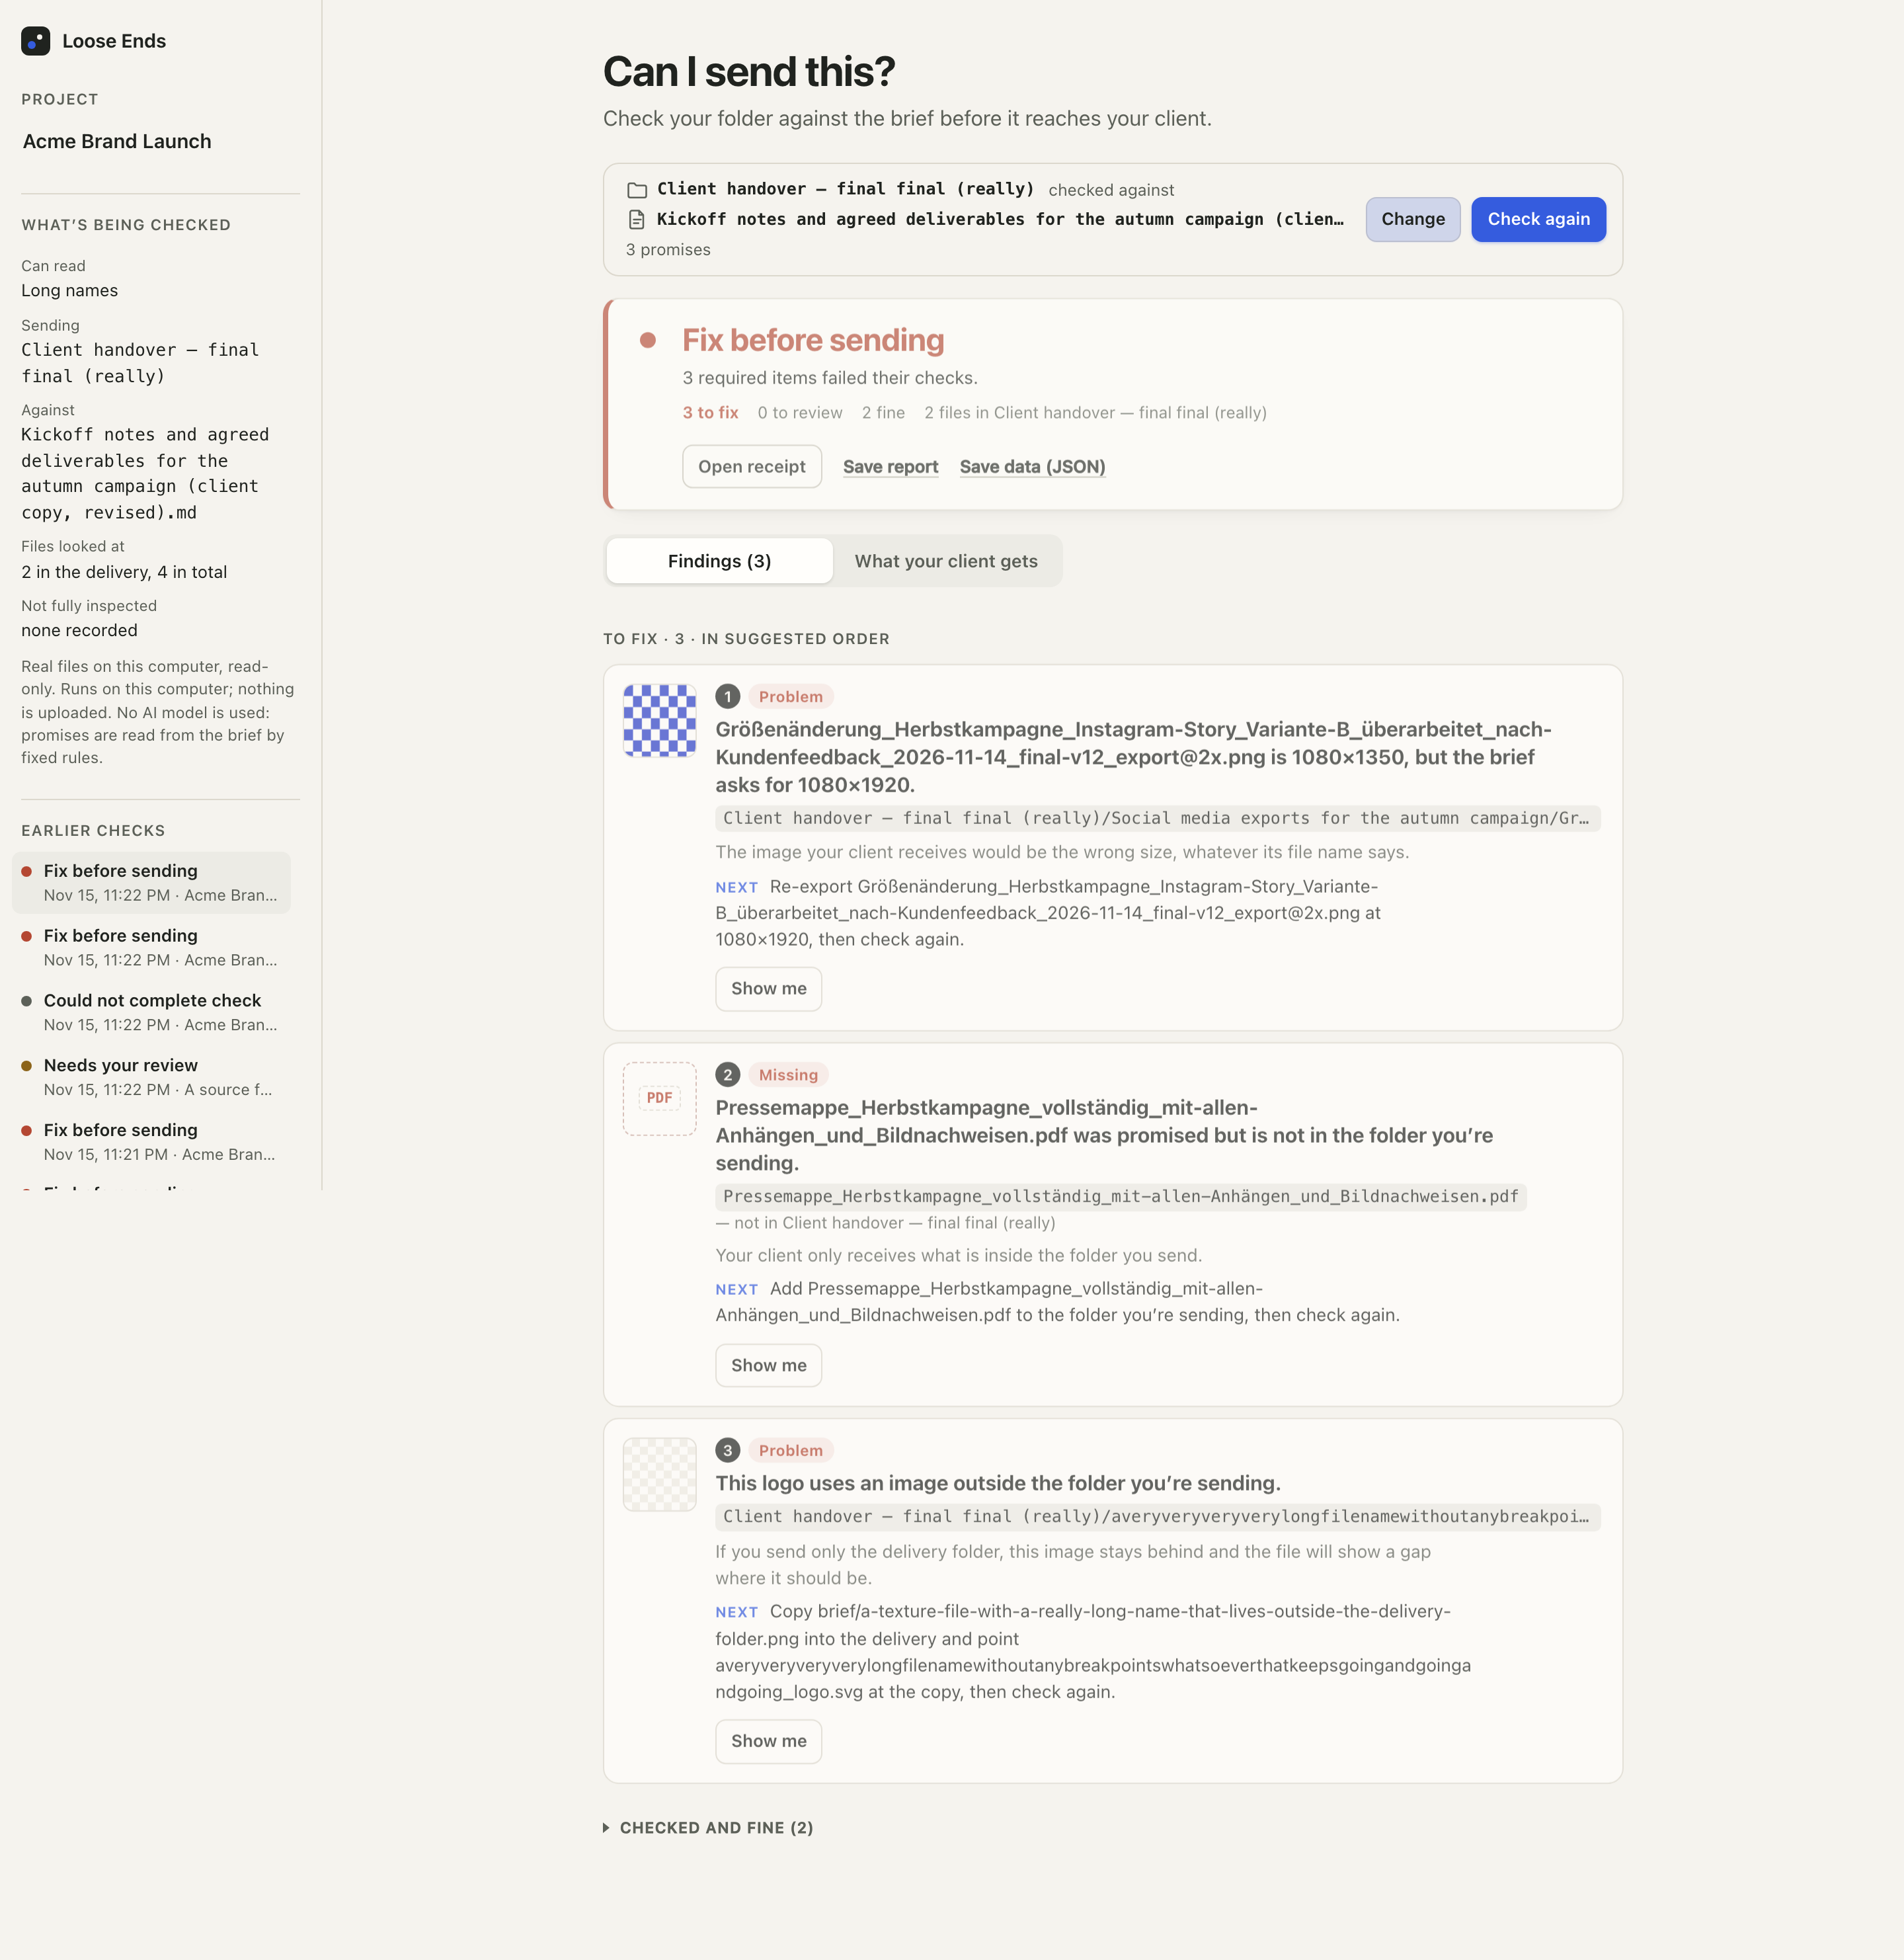 Loose Ends
PROJECT
Acme Brand Launch
WHAT’S BEING CHECKED
Can read
Long names
Sending
Client handover — final
final (really)
Against
Kickoff notes and agreed
deliverables for the
autumn campaign (client
copy, revised).md
Files looked at
2 in the delivery, 4 in total
Not fully inspected
none recorded
Real files on this computer, read-
only. Runs on this computer; nothing
is uploaded. No AI model is used:
promises are read from the brief by
fixed rules.
EARLIER CHECKS
Fix before sending
Nov 15, 11:22 PM · Acme Bran…
Fix before sending
Nov 15, 11:22 PM · Acme Bran…
Could not complete check
Nov 15, 11:22 PM · Acme Bran…
Needs your review
Nov 15, 11:22 PM · A source f…
Fix before sending
Nov 15, 11:21 PM · Acme Bran…
Can I send this?
Check your folder against the brief before it reaches your client.
Client handover — final final (really) checked against
Kickoff notes and agreed deliverables for the autumn campaign (clien…
3 promises
Change
Check again
Fix before sending
3 required items failed their checks.
3 to fix 0 to review 2 fine 2 files in Client handover — final final (really)
Open receipt Save report Save data (JSON)
Findings (3) What your client gets
TO FIX · 3 · IN SUGGESTED ORDER
1 Problem
Größenänderung_Herbstkampagne_Instagram-Story_Variante-B_überarbeitet_nach-
Kundenfeedback_2026-11-14_final-v12_export@2x.png is 1080×1350, but the brief
asks for 1080×1920.
Client handover — final final (really)/Social media exports for the autumn campaign/Gr…
The image your client receives would be the wrong size, whatever its file name says.
NEXT Re-export Größenänderung_Herbstkampagne_Instagram-Story_Variante-
B_überarbeitet_nach-Kundenfeedback_2026-11-14_final-v12_export@2x.png at
1080×1920, then check again.
Show me
PDF
2 Missing
Pressemappe_Herbstkampagne_vollständig_mit-allen-
Anhängen_und_Bildnachweisen.pdf was promised but is not in the folder you’re
sending.
Pressemappe_Herbstkampagne_vollständig_mit-allen-Anhängen_und_Bildnachweisen.pdf
— not in Client handover — final final (really)
Your client only receives what is inside the folder you send.
NEXT Add Pressemappe_Herbstkampagne_vollständig_mit-allen-
Anhängen_und_Bildnachweisen.pdf to the folder you’re sending, then check again.
Show me
3 Problem
This logo uses an image outside the folder you’re sending.
Client handover — final final (really)/averyveryveryverylongfilenamewithoutanybreakpoi…
If you send only the delivery folder, this image stays behind and the file will show a gap
where it should be.
NEXT Copy brief/a-texture-file-with-a-really-long-name-that-lives-outside-the-delivery-
folder.png into the delivery and point
averyveryveryverylongfilenamewithoutanybreakpointswhatsoeverthatkeepsgoingandgoinga
ndgoing_logo.svg at the copy, then check again.
Show me
CHECKED AND FINE (2)